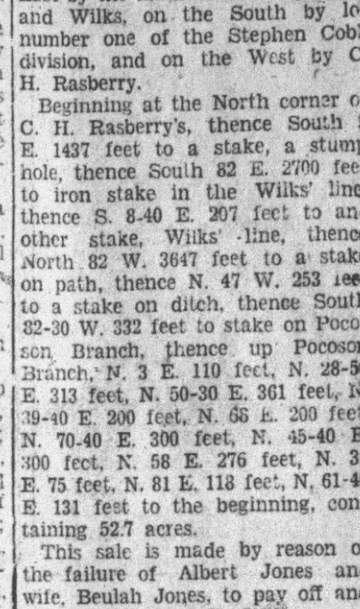 and Wilks, on the South by lo
number one of the Stephen Cobb
division, and on the West by C
H. Rasberry.
Beginning at the North corner o
C. H. Rasberry's, thence South
E. 1437 feet to a stake, a stump
hole, thence South 82 E. 2700 fee
to iron stake in the Wilks' line
thence S. 8-40 E. 207 feet to an
other stake, Wilks' -line, thenc
North 82 W. 3647 feet to a stak
on path, thence N. 47 W. 253 fee
to a stake on ditch, thence Sout
82-30 W. 332 feet to stake on Poco
son Branch, thence up Pocoson
Branch, N. 3 E. 110 feet, N. 28-5
E. 313 feet, N. 50-30 E. 361 feet, N
39-40 E. 200 feet, N. 68 E. 200 feet
N. 70-40 E. 300 feet, N. 45-40 E
300 feet, N. 58 E. 276 feet, N. 3
E. 75 feet, N. 81 E. 118 feet, N, 61-4
E. 131 feet to the beginning, con
taining 52.7 acres.
This sale is made by reason o
the failure of Albert Jones an
wife, Beulah Jones, to pay off an